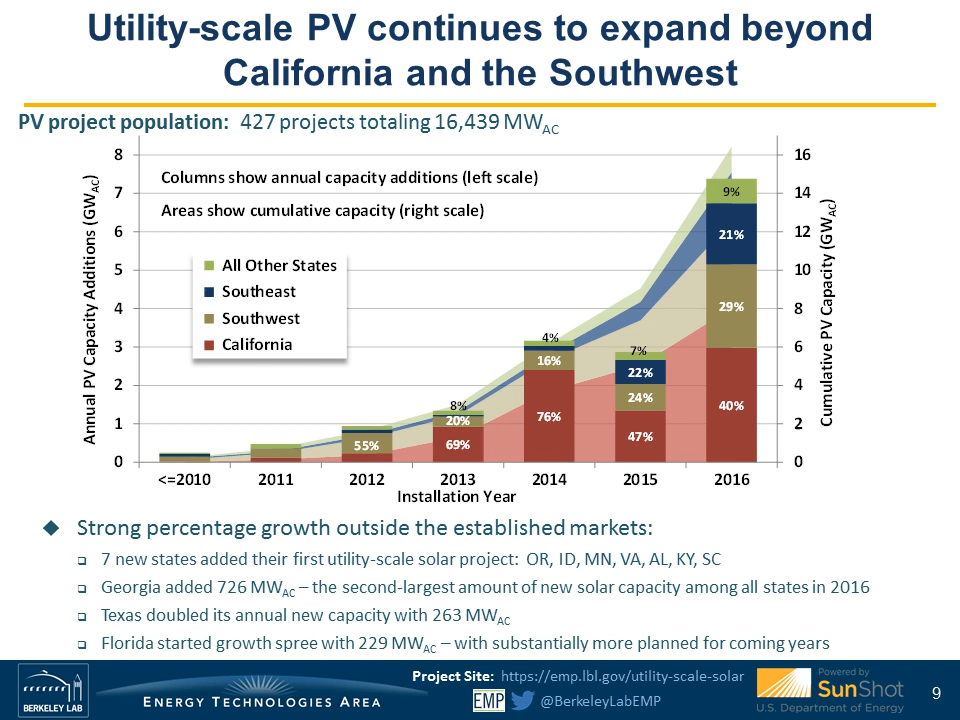 Utility-scale PV continues to expand beyond
California and the Southwest
PV project population: 427 projects totaling 16,439 MWAC
Columns show annual capacity additions (left scale)
Areas show cumulative capacity (right scale)
Annual PV Capacity Additions (GWAC)
8
7
6
5
4
3
2
1
0
All Other States
Southeast
Southwest
California
55%
8%
20%
69%
4%
16%
76%
7%
22%
24%
47%
9%
21%
29%
40%
16
14
12
10
8
6
4
2
0
Cumulative PV Capacity (GWAC)
<=2010 2011 2012 2013 2014 2015 2016
Installation Year
◆ Strong percentage growth outside the established markets:
❑ 7 new states added their first utility-scale solar project: OR, ID, MN, VA, AL, KY, SC
❑ Georgia added 726 MWAC – the second-largest amount of new solar capacity among all states in 2016
❑ Texas doubled its annual new capacity with 263 MWAC
❑ Florida started growth spree with 229 MWAC – with substantially more planned for coming years
BERKELEY LAB
ENERGY TECHNOLOGIES AREA
Project Site: https://emp.lbl.gov/utility-scale-solar
EMP @BerkeleyLabEMP
Powered by
SunShot
U.S. Department of Energy
9